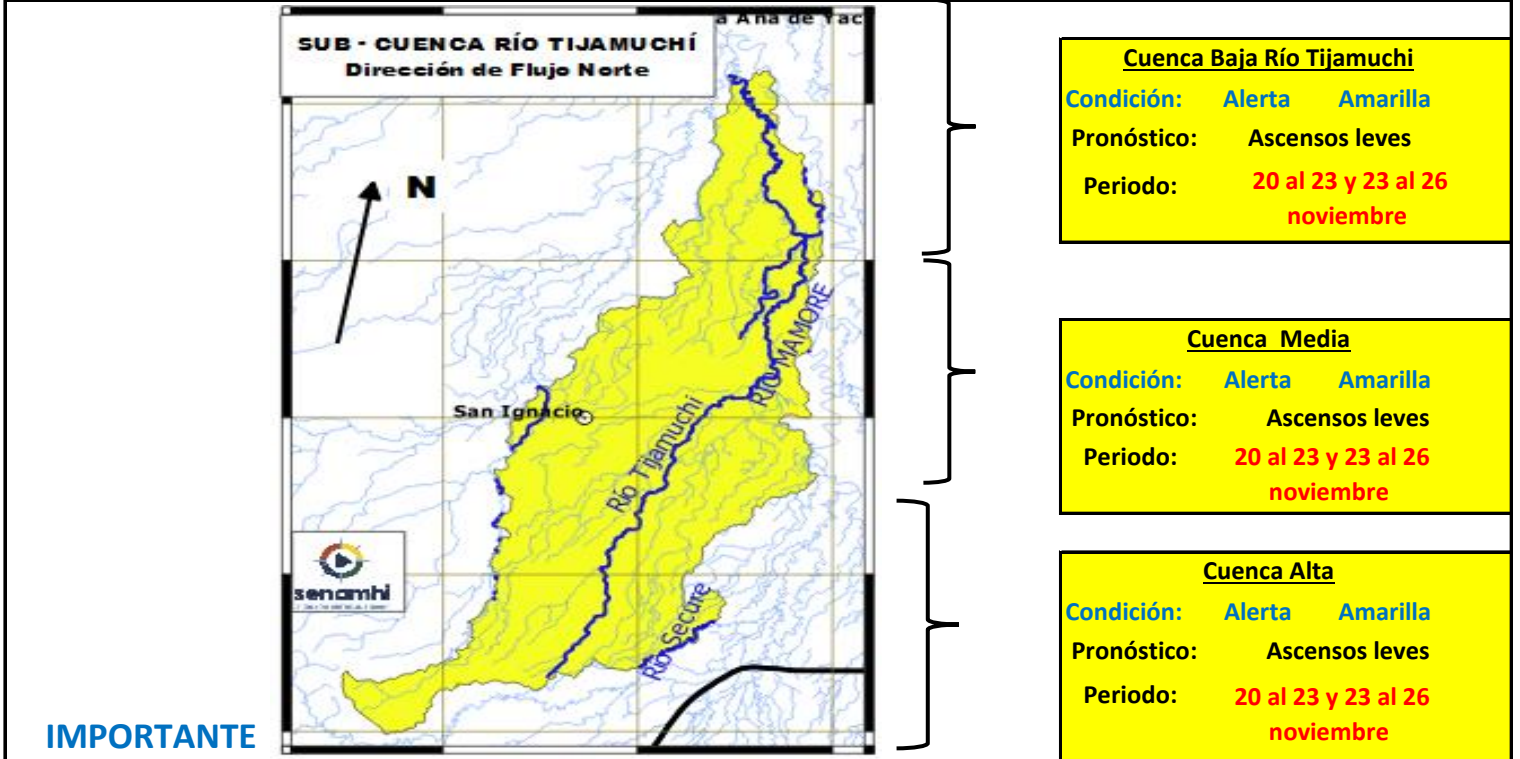 a Ana de Yac
SUB - CUENCA RÍO TIJAMUCHÍ
Dirección de Flujo Norte
N
San Ignacio
Río Tijamuchi
RIO MAMORE
Río Secure
senamhi
IMPORTANTE
Cuenca Baja Río Tijamuchi
Condición: Alerta Amarilla
Pronóstico: Ascensos leves
Periodo: 20 al 23 y 23 al 26
noviembre
Cuenca Media
Condición: Alerta Amarilla
Pronóstico: Ascensos leves
Periodo: 20 al 23 y 23 al 26
noviembre
Cuenca Alta
Condición: Alerta Amarilla
Pronóstico: Ascensos leves
Periodo: 20 al 23 y 23 al 26
noviembre